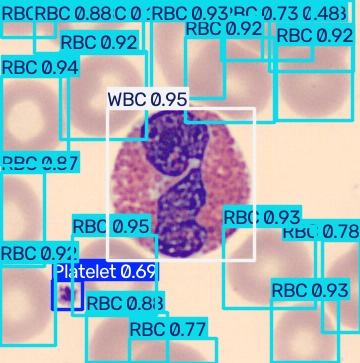 RBC 0.88
RBC 0.93
RBC 0.73
0.483
RBC 0.92
RBC 0.92
RBC 0.92
RBC 0.94
WBC 0.95
RBC 0.87
RBC 0.95
RBC 0.93
RBC 0.78
RBC 0.92
Platelet 0.69
RBC 0.88
RBC 0.93
RBC 0.77